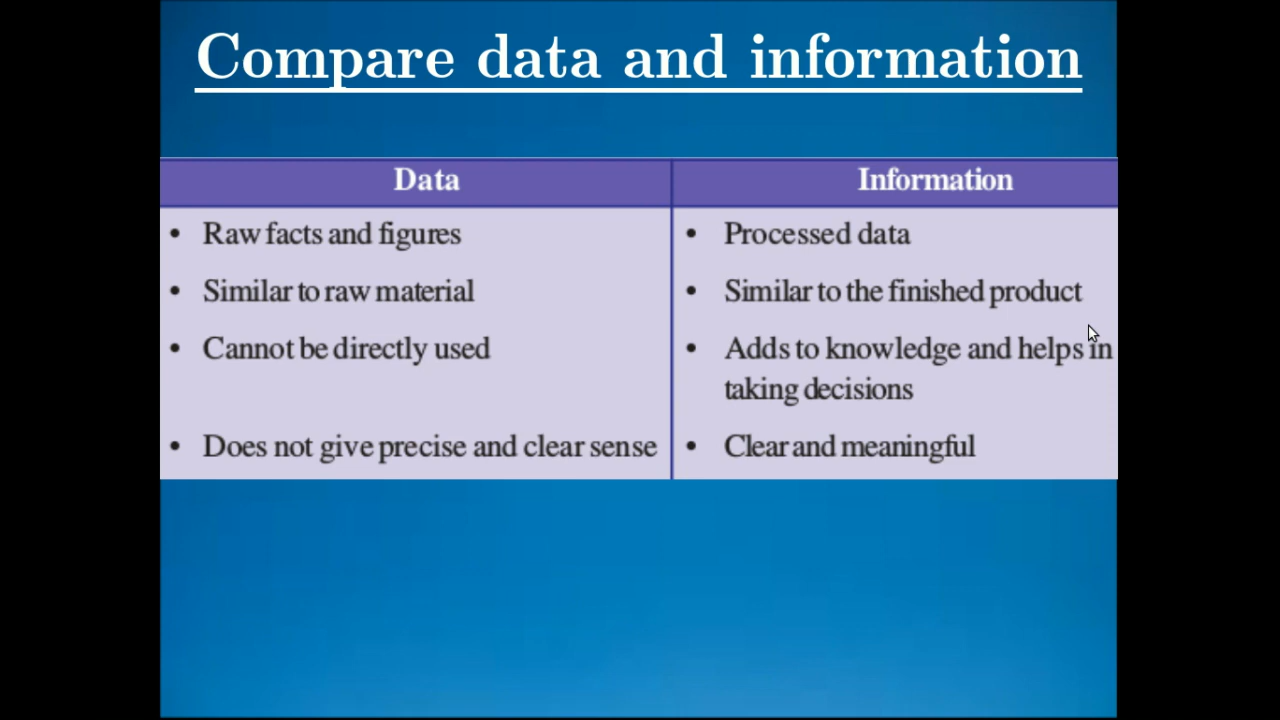 Compare data and information
Data
Information
• Raw facts and figures
• Processed data
• Similar to raw material
• Similar to the finished product
• Cannot be directly used
• Adds to knowledge and helps in
taking decisions
• Does not give precise and clear sense
• Clear and meaningful